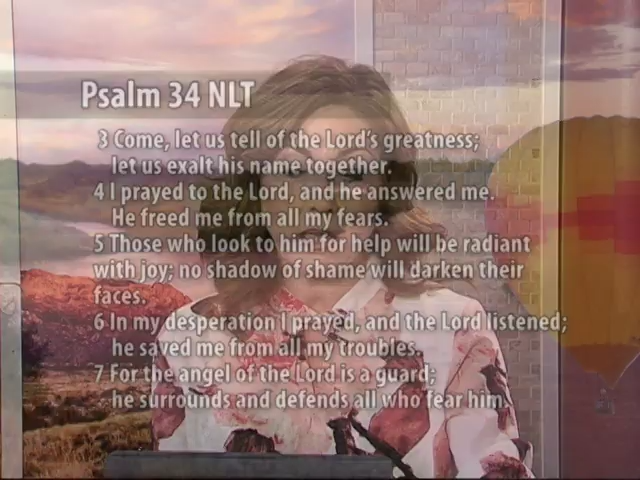 Psalm 34 NLT
3 Come, let us tell of the Lord's greatness;
let us exalt his name together.
4 I prayed to the Lord, and he answered me.
He freed me from all my fears.
5 Those who look to him for help will be radiant
with joy; no shadow of shame will darken their
faces.
6 In my desperation I prayed, and the Lord listened;
he saved me from all my troubles.
7 For the angel of the Lord is a guard;
he surrounds and defends all who fear him.